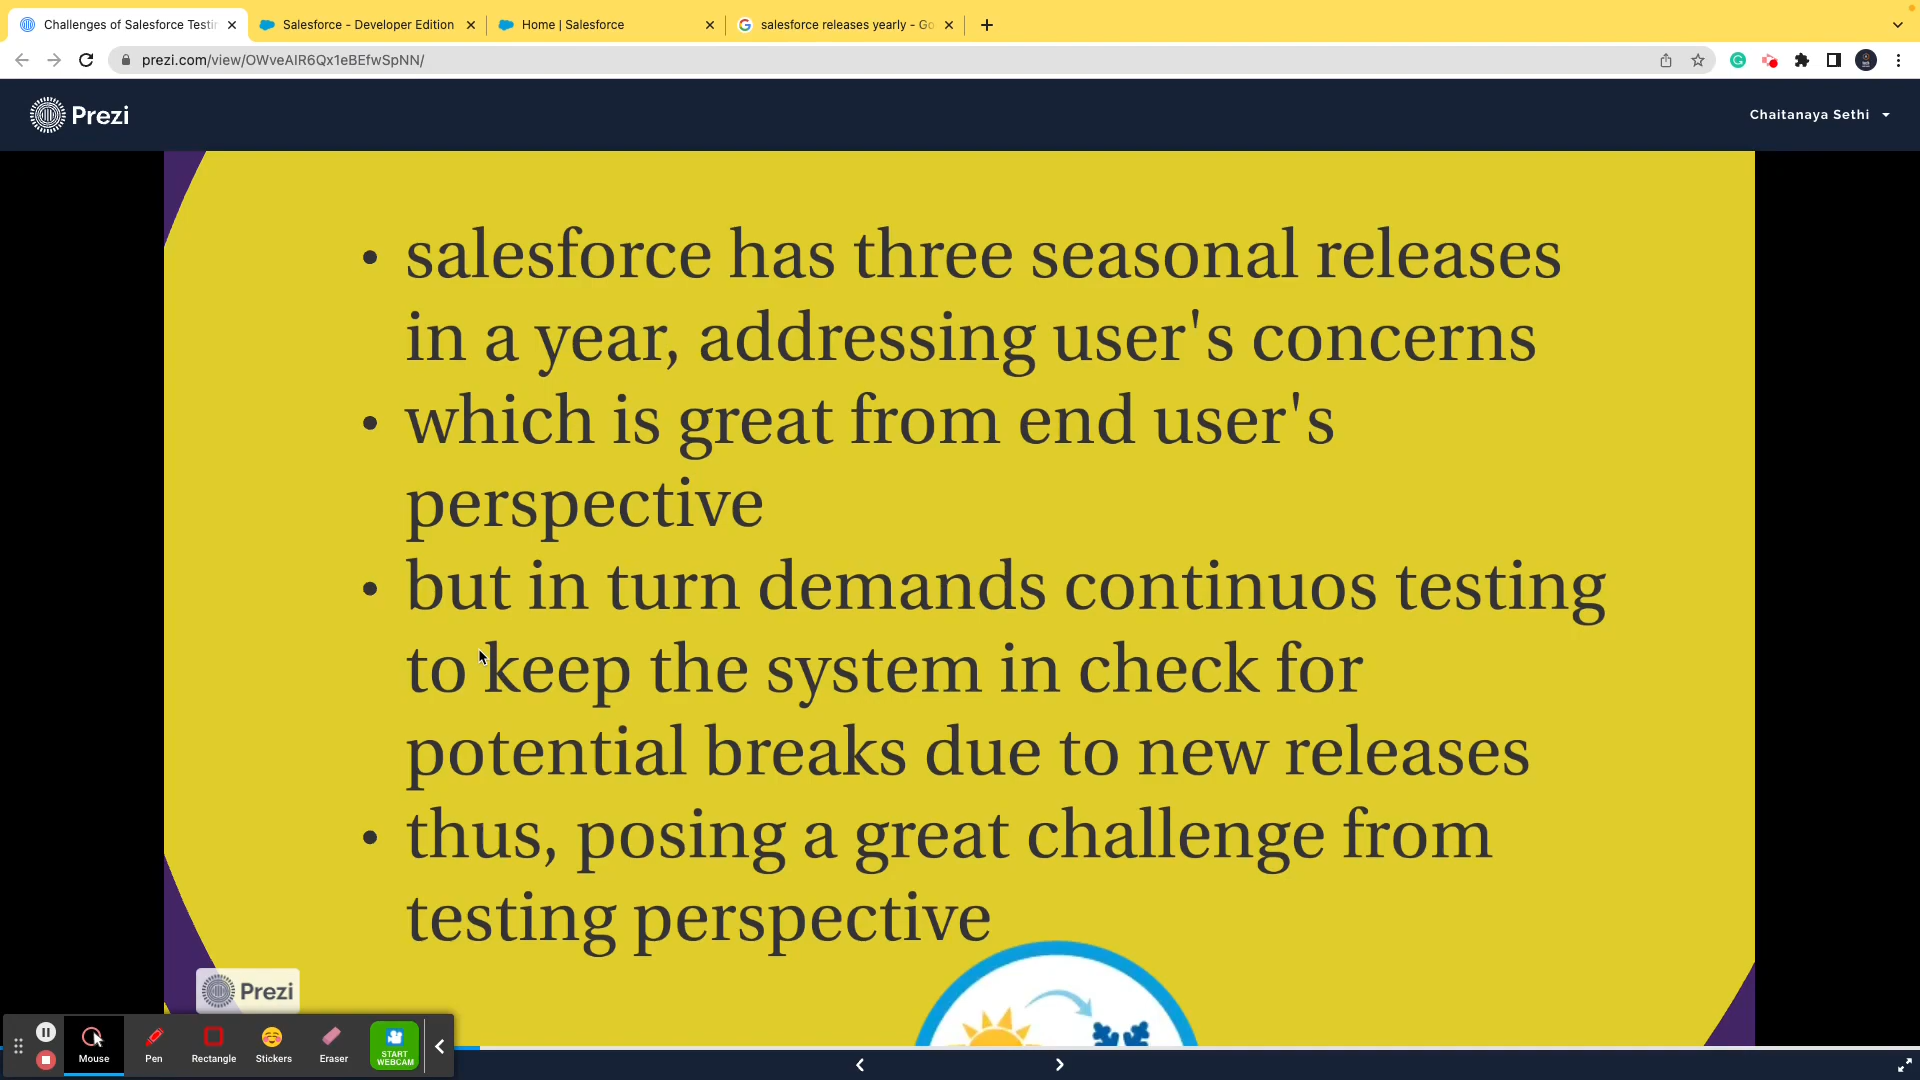 Challenges of Salesforce Testin
Salesforce - Developer Edition
Home | Salesforce
salesforce releases yearly - Go
prezi.com/view/OWveAIR6Qx1eBEfwSpNN/
Prezi
Chaitanaya Sethi
• salesforce has three seasonal releases
in a year, addressing user's concerns
• which is great from end user's
perspective
• but in turn demands continuos testing
to keep the system in check for
potential breaks due to new releases
• thus, posing a great challenge from
testing perspective
Prezi
Mouse
Pen
Rectangle
Stickers
Eraser
START
WEBCAM